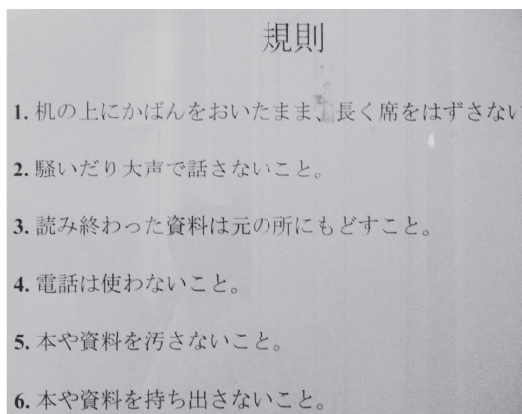 規則
1. 机の上にかばんをおいたまま、長く席をはずさない
2. 騒いだり大声で話さないこと。
3. 読み終わった資料は元の所にもどすこと。
4. 電話は使わないこと。
5. 本や資料を汚さないこと。
6. 本や資料を持ち出さないこと。